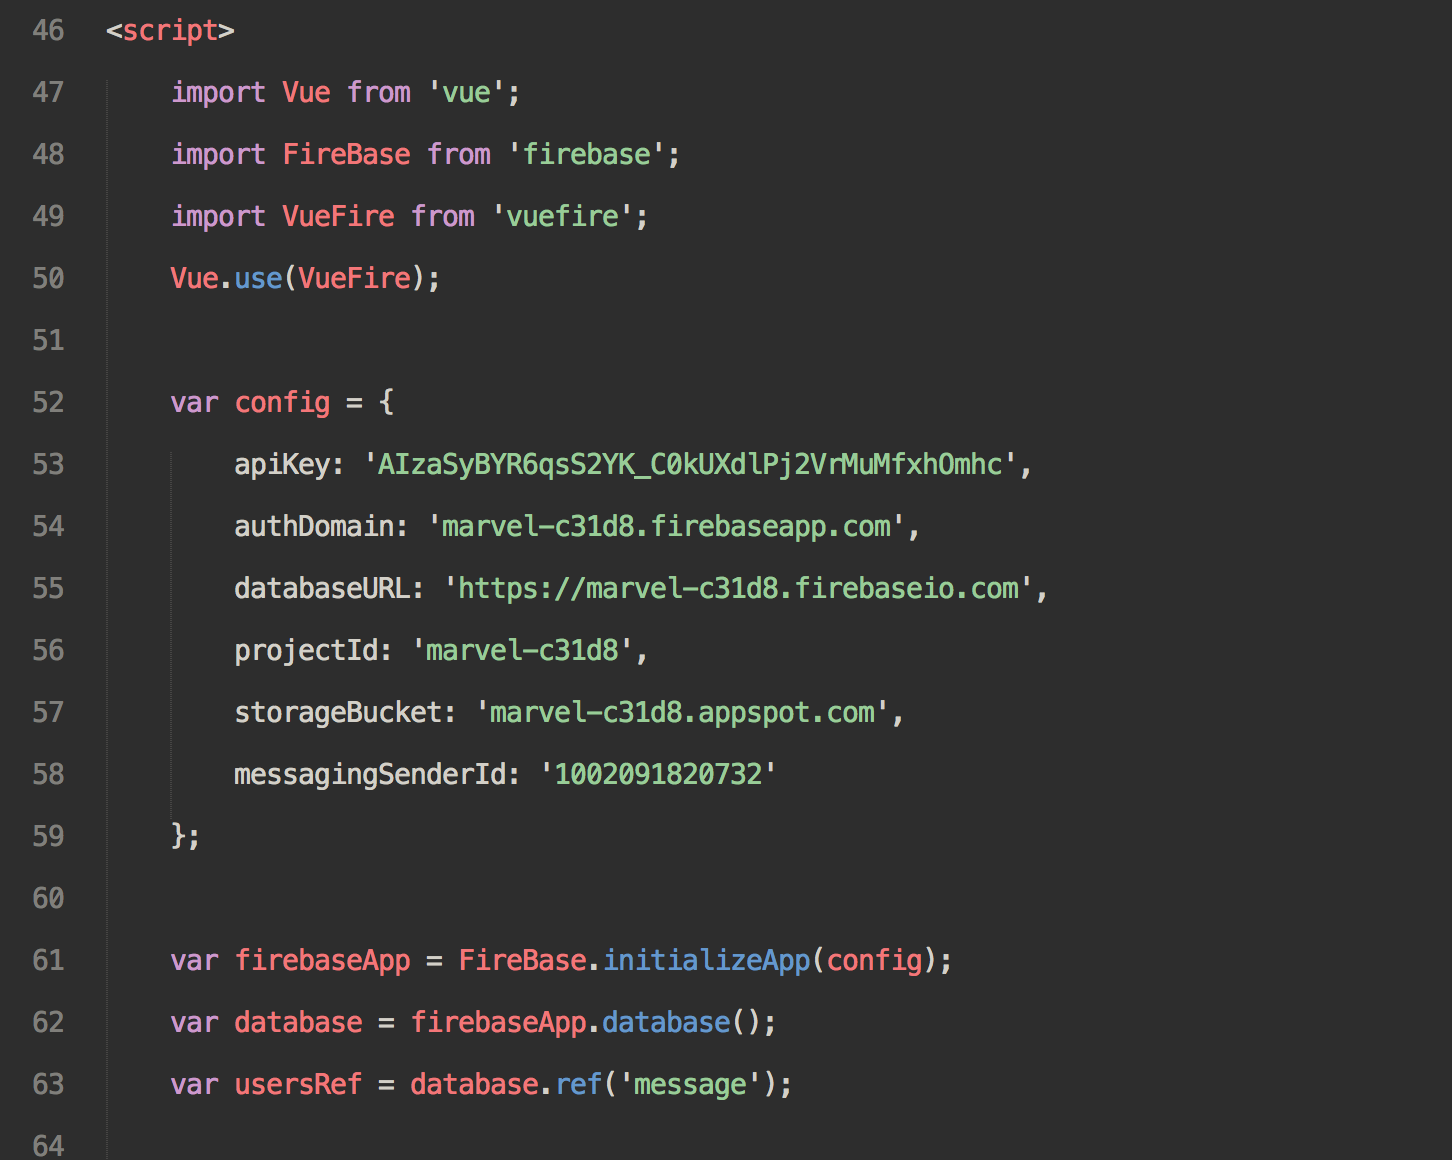 46 <script>
47 import Vue from 'vue';
48 import FireBase from 'firebase';
49 import VueFire from 'vuefire';
50 Vue.use(VueFire);
51
52 var config = {
53 apiKey: 'AIzaSyBYR6qsS2YK_C0kUXdlPj2VrMuMfxhOmhc',
54 authDomain: 'marvel-c31d8.firebaseapp.com',
55 databaseURL: 'https://marvel-c31d8.firebaseio.com',
56 projectId: 'marvel-c31d8',
57 storageBucket: 'marvel-c31d8.appspot.com',
58 messagingSenderId: '1002091820732'
59 };
60
61 var firebaseApp = FireBase.initializeApp(config);
62 var database = firebaseApp.database();
63 var usersRef = database.ref('message');
64